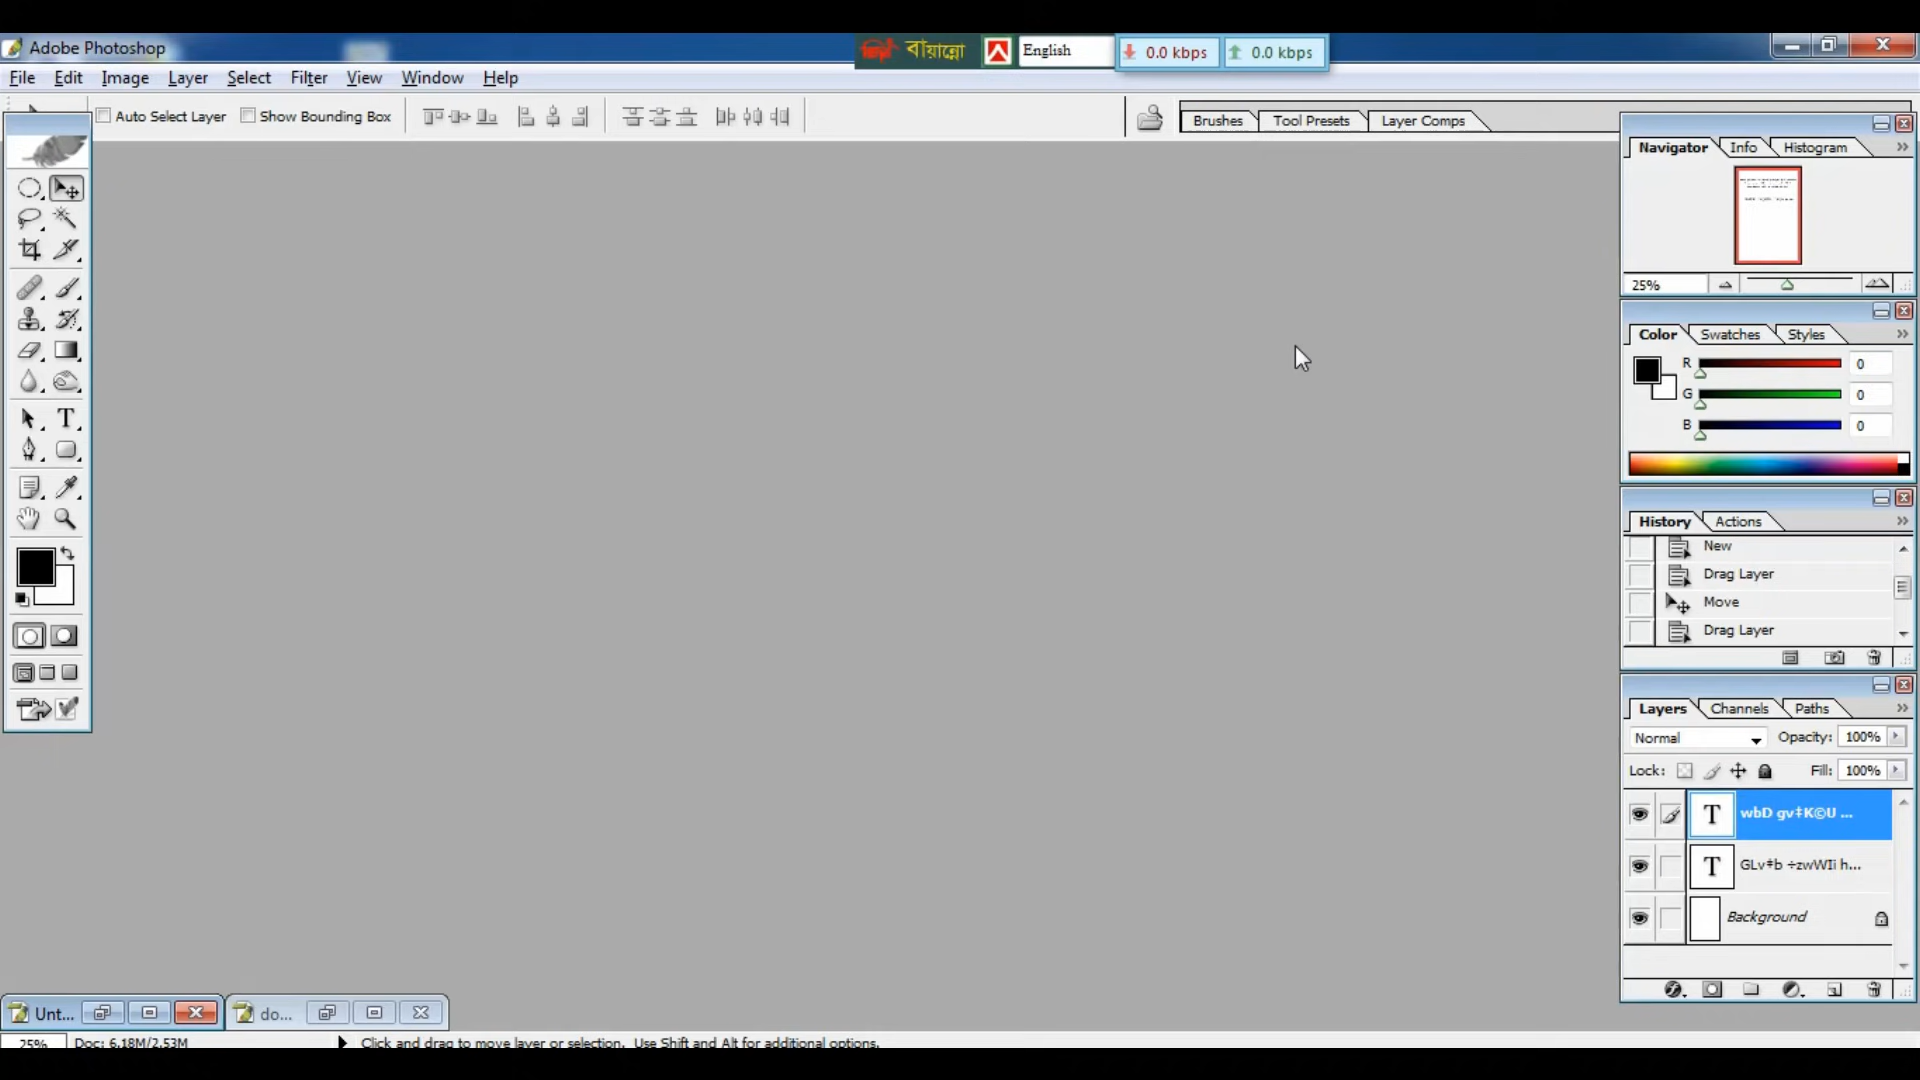 Adobe Photoshop
বায়ান্নো
English
0.0 kbps
0.0 kbps
File Edit Image Layer Select Filter View Window Help
Auto Select Layer
Show Bounding Box
Brushes
Tool Presets
Layer Comps
Navigator Info Histogram
25%
Color Swatches Styles
R 0
G 0
B 0
History Actions
New
Drag Layer
Move
Drag Layer
Layers Channels Paths
Normal
Opacity: 100%
Lock:
Fill: 100%
T wbD gv‡K©U ...
T GLv‡b ÷zwWIi h...
Background
Unt...
do...
25%
Doc: 6.18M/2.53M
Click and drag to move layer or selection. Use Shift and Alt for additional options.